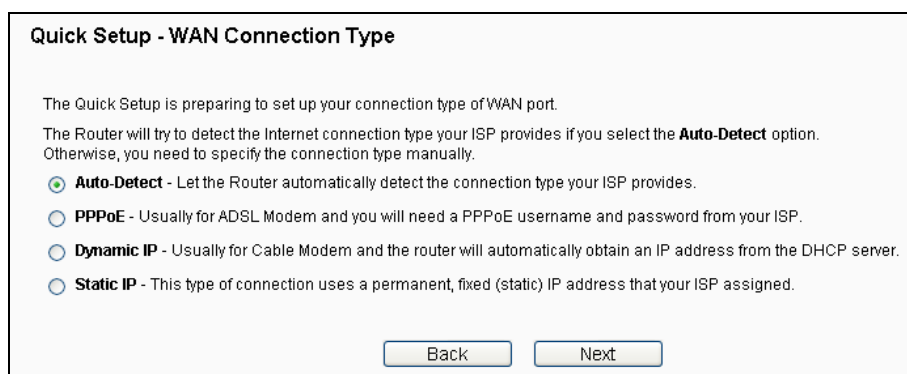 Quick Setup - WAN Connection Type
The Quick Setup is preparing to set up your connection type of WAN port.
The Router will try to detect the Internet connection type your ISP provides if you select the Auto-Detect option.
Otherwise, you need to specify the connection type manually.
Auto-Detect - Let the Router automatically detect the connection type your ISP provides.
PPPoE - Usually for ADSL Modem and you will need a PPPoE username and password from your ISP.
Dynamic IP - Usually for Cable Modem and the router will automatically obtain an IP address from the DHCP server.
Static IP - This type of connection uses a permanent, fixed (static) IP address that your ISP assigned.
Back Next